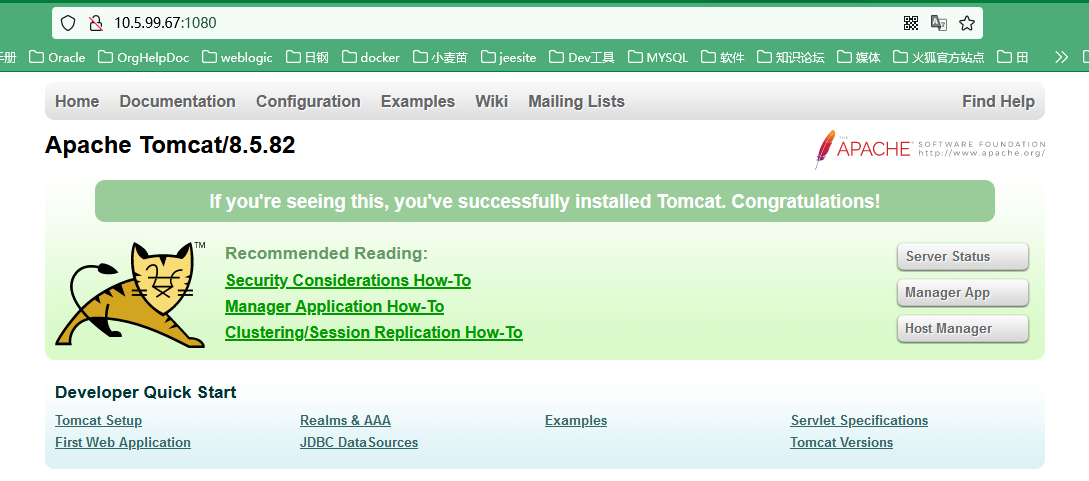 10.5.99.67:1080
手册 Oracle OrgHelpDoc weblogic 日钢 docker 小麦苗 jeesite Dev工具 MYSQL 软件 知识论坛 媒体 火狐官方站点 田
Home Documentation Configuration Examples Wiki Mailing Lists Find Help
Apache Tomcat/8.5.82
THE APACHE® SOFTWARE FOUNDATION
http://www.apache.org/
If you're seeing this, you've successfully installed Tomcat. Congratulations!
TM
Recommended Reading:
Security Considerations How-To
Manager Application How-To
Clustering/Session Replication How-To
Server Status
Manager App
Host Manager
Developer Quick Start
Tomcat Setup Realms & AAA Examples Servlet Specifications
First Web Application JDBC DataSources Tomcat Versions